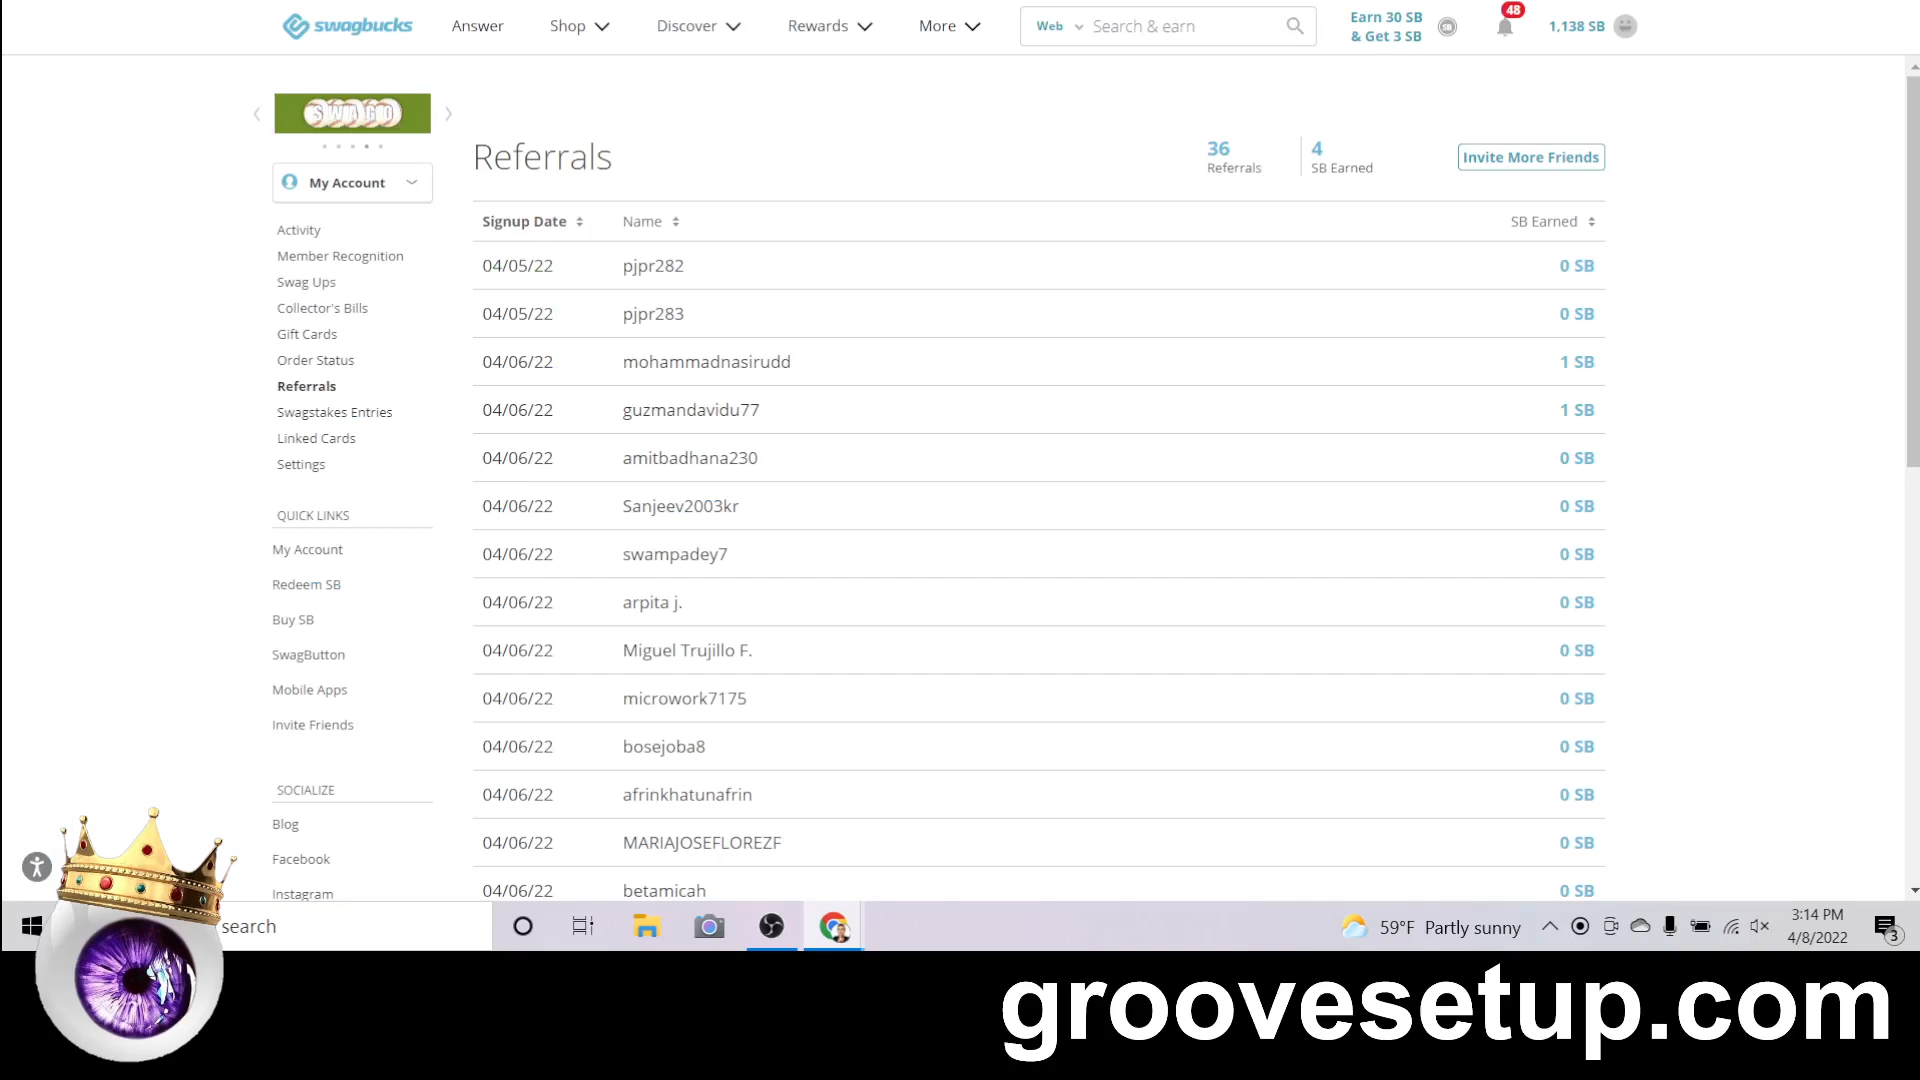 swagbucks Answer Shop Discover Rewards More Web Search & earn Earn 30 SB & Get 3 SB 48 1,138 SB
SWAGO
My Account
Activity
Member Recognition
Swag Ups
Collector's Bills
Gift Cards
Order Status
Referrals
Swagstakes Entries
Linked Cards
Settings
QUICK LINKS
My Account
Redeem SB
Buy SB
SwagButton
Mobile Apps
Invite Friends
SOCIALIZE
Blog
Facebook
Instagram
Referrals
36 Referrals
4 SB Earned
Invite More Friends
Signup Date Name SB Earned
04/05/22 pjpr282 0 SB
04/05/22 pjpr283 0 SB
04/06/22 mohammadnasirudd 1 SB
04/06/22 guzmandavidu77 1 SB
04/06/22 amitbadhana230 0 SB
04/06/22 Sanjeev2003kr 0 SB
04/06/22 swampadey7 0 SB
04/06/22 arpita j. 0 SB
04/06/22 Miguel Trujillo F. 0 SB
04/06/22 microwork7175 0 SB
04/06/22 bosejoba8 0 SB
04/06/22 afrinkhatunafrin 0 SB
04/06/22 MARIAJOSEFLOREZF 0 SB
04/06/22 betamicah 0 SB
search 59°F Partly sunny 3:14 PM
4/8/2022 3
groovesetup.com